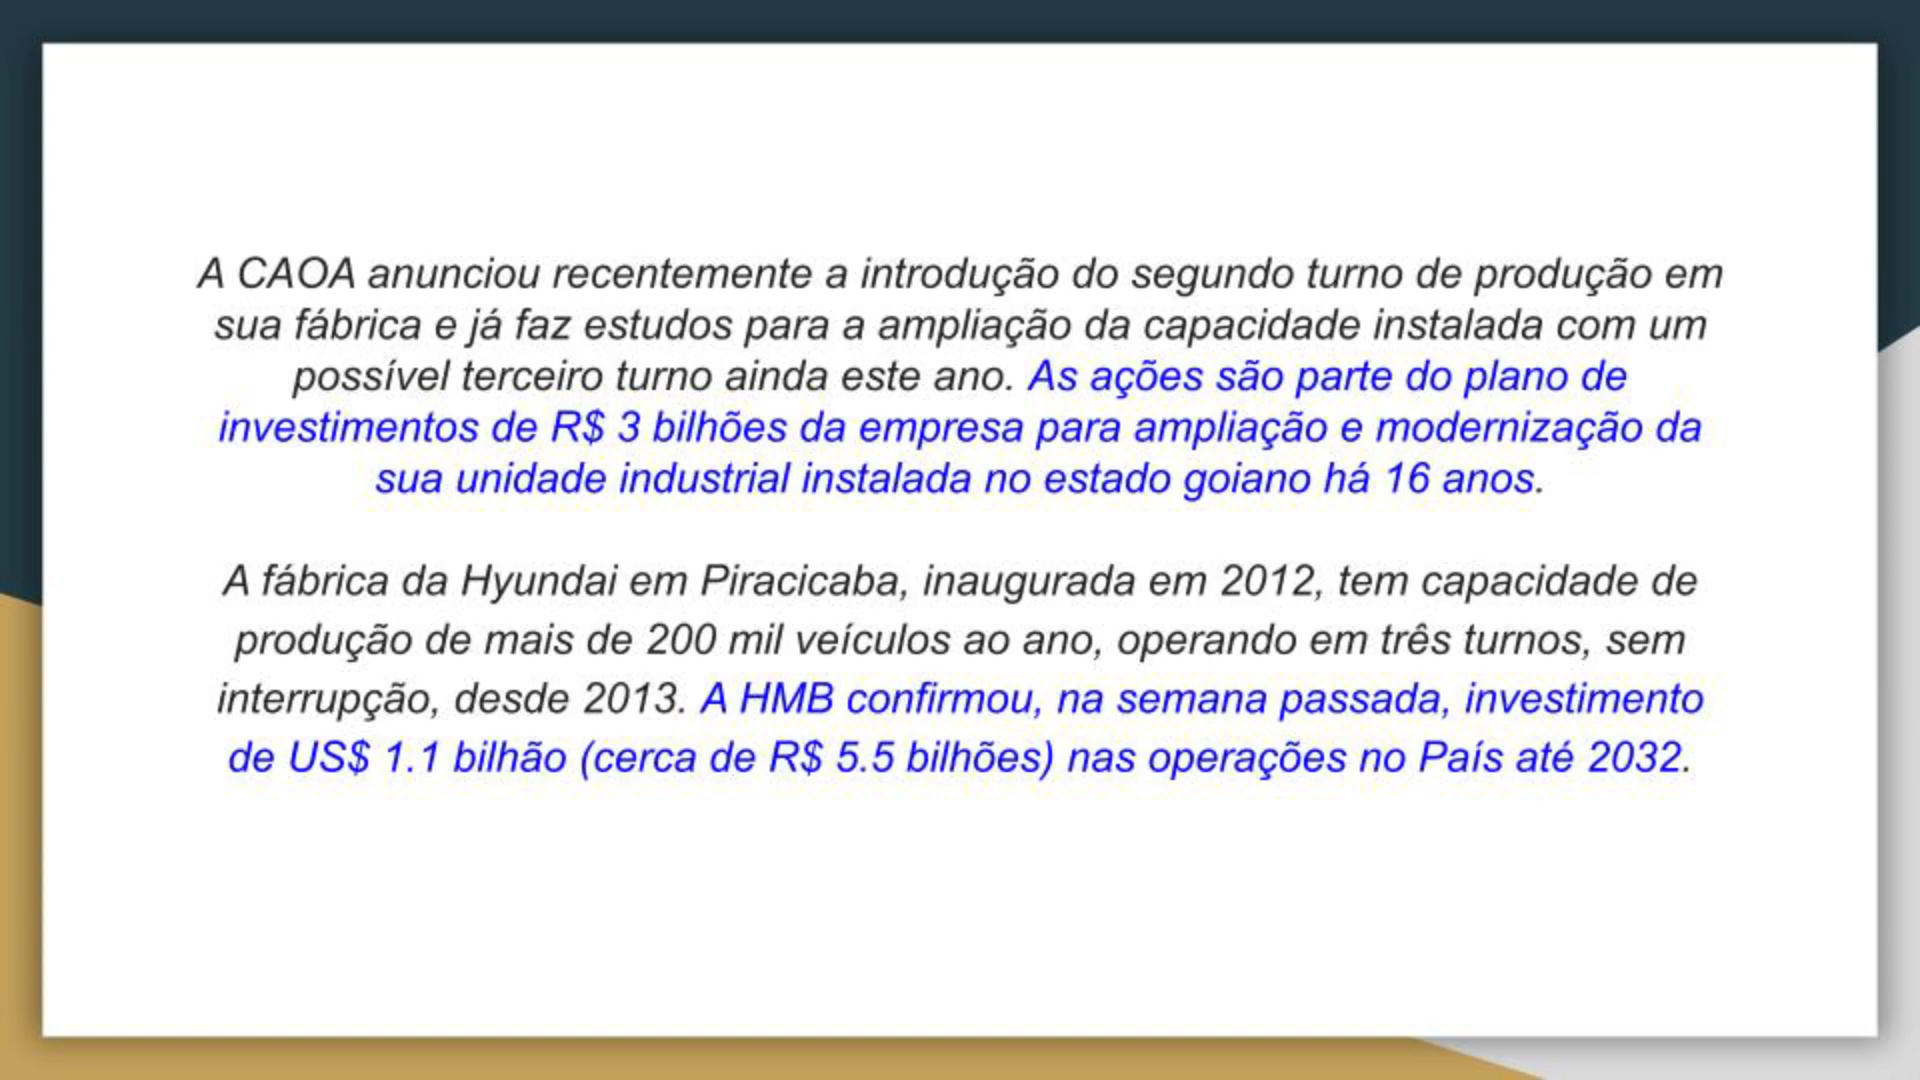 A CAOA anunciou recentemente a introdução do segundo turno de produção em
sua fábrica e já faz estudos para a ampliação da capacidade instalada com um
possível terceiro turno ainda este ano. As ações são parte do plano de
investimentos de R$ 3 bilhões da empresa para ampliação e modernização da
sua unidade industrial instalada no estado goiano há 16 anos.
A fábrica da Hyundai em Piracicaba, inaugurada em 2012, tem capacidade de
produção de mais de 200 mil veículos ao ano, operando em três turnos, sem
interrupção, desde 2013. A HMB confirmou, na semana passada, investimento
de US$ 1.1 bilhão (cerca de R$ 5.5 bilhões) nas operações no País até 2032.